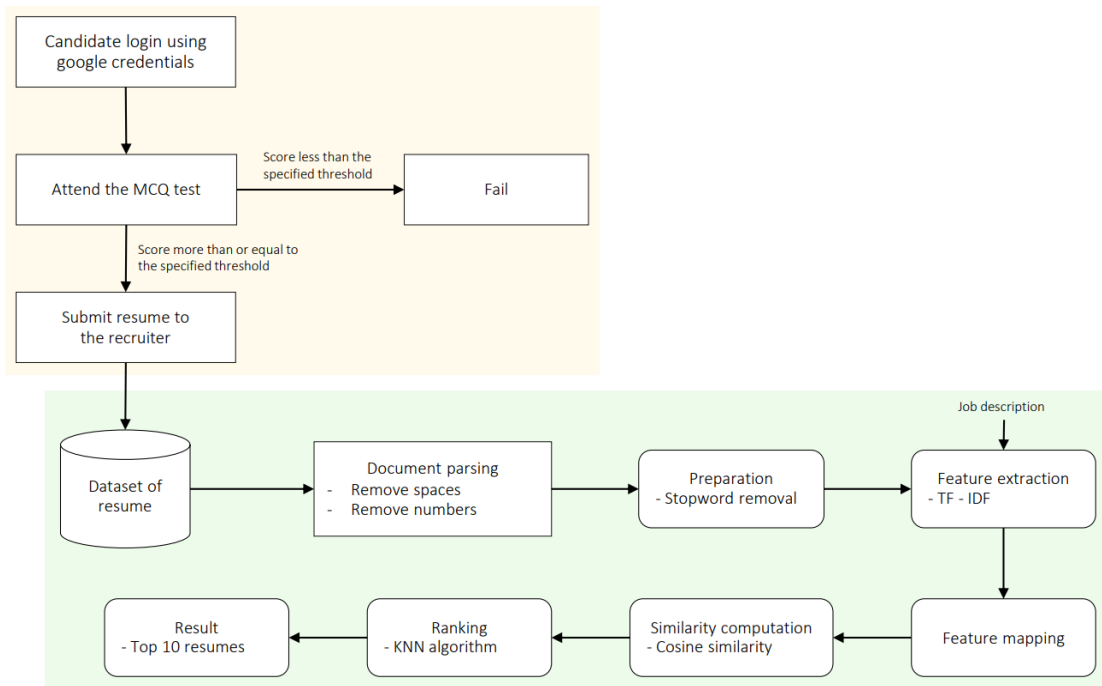 Candidate login using
google credentials
Attend the MCQ test
Score less than the
specified threshold
Fail
Score more than or equal to
the specified threshold
Submit resume to
the recruiter
Job description
Dataset of
resume
Document parsing
- Remove spaces
- Remove numbers
Preparation
- Stopword removal
Feature extraction
- TF - IDF
Feature mapping
Similarity computation
- Cosine similarity
Ranking
- KNN algorithm
Result
- Top 10 resumes